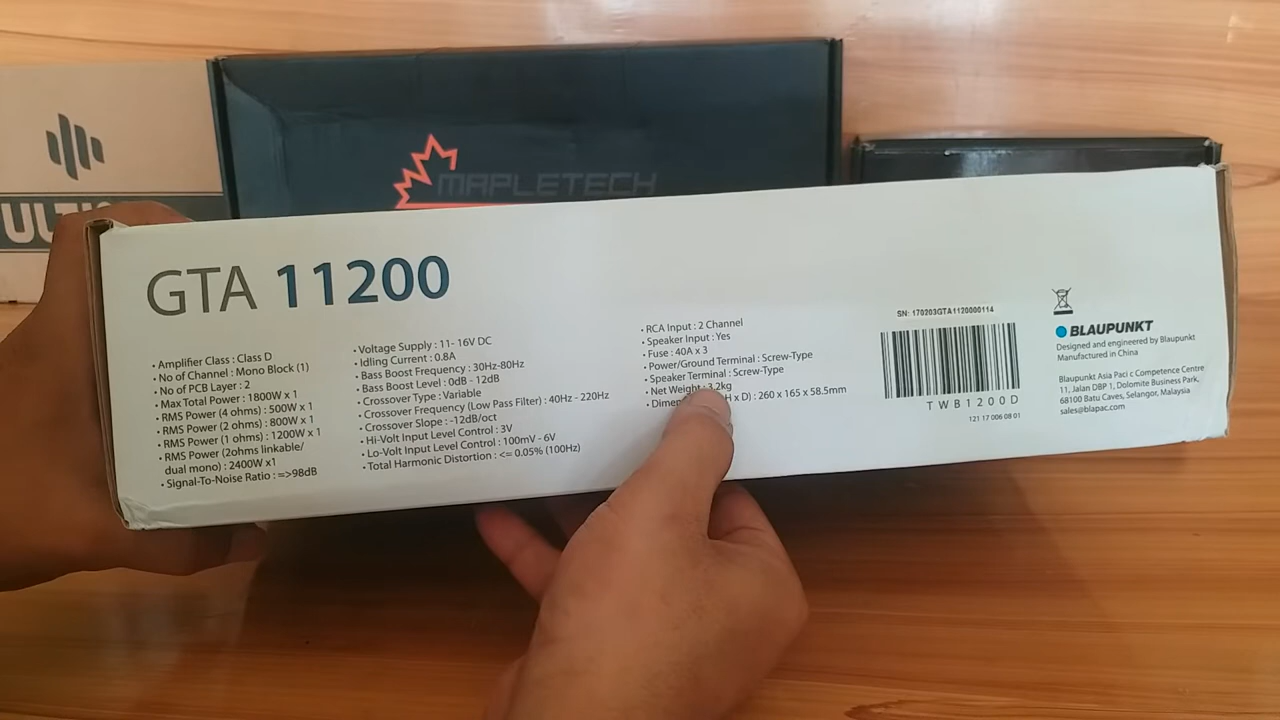 MAPLETECH
GTA 11200
• Amplifier Class : Class D
• No of Channel : Mono Block (1)
• No of PCB Layer : 2
• Max Total Power : 1800W x 1
• RMS Power (4 ohms) : 500W x 1
• RMS Power (2 ohms) : 800W x 1
• RMS Power (1 ohms) : 1200W x 1
• RMS Power (2ohms linkable/
dual mono) : 2400W x1
• Signal-To-Noise Ratio : =>98dB
• Voltage Supply : 11- 16V DC
• Idling Current : 0.8A
• Bass Boost Frequency : 30Hz-80Hz
• Bass Boost Level : 0dB - 12dB
• Crossover Type : Variable
• Crossover Frequency (Low Pass Filter) : 40Hz - 220Hz
• Crossover Slope : -12dB/oct
• Hi-Volt Input Level Control : 3V
• Lo-Volt Input Level Control : 100mV - 6V
• Total Harmonic Distortion : <= 0.05% (100Hz)
• RCA Input : 2 Channel
• Speaker Input : Yes
• Fuse : 40A x 3
• Power/Ground Terminal : Screw-Type
• Speaker Terminal : Screw-Type
• Net Weight : 3.2kg
• H x D) : 260 x 165 x 58.5mm
SN: 170203GTA1120000114
TWB1200D
121 17 006 08 01
BLAUPUNKT
Designed and engineered by Blaupunkt
Manufactured in China
Blaupunkt Asia Paci c Competence Centre
11, Jalan DBP 1, Dolomite Business Park,
68100 Batu Caves, Selangor, Malaysia
sales@blapac.com